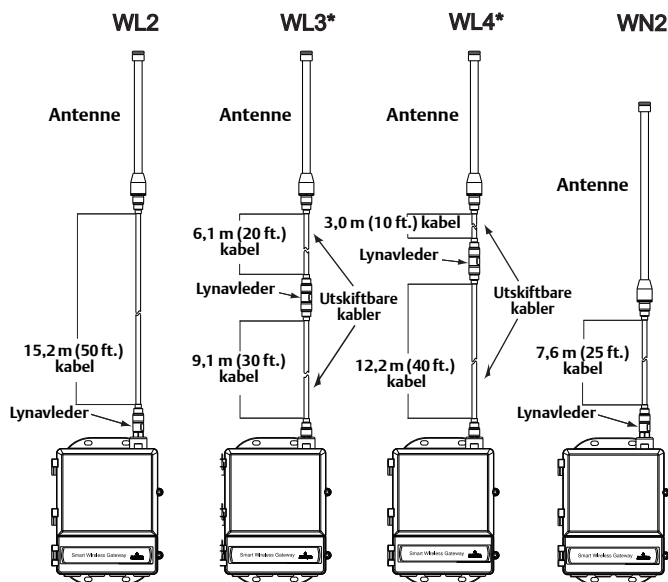 WL2
WL3*
WL4*
WN2
Antenne
Antenne
Antenne
Antenne
6,1 m (20 ft.)
kabel
3,0 m (10 ft.) kabel
Lynavleder
Lynavleder
Utskiftbare
kabler
Utskiftbare
kabler
15,2 m (50 ft.)
kabel
9,1 m (30 ft.)
kabel
12,2 m (40 ft.)
kabel
7,6 m (25 ft.)
kabel
Lynavleder
Lynavleder
Smart Wireless Gateway
Smart Wireless Gateway
Smart Wireless Gateway
Smart Wireless Gateway